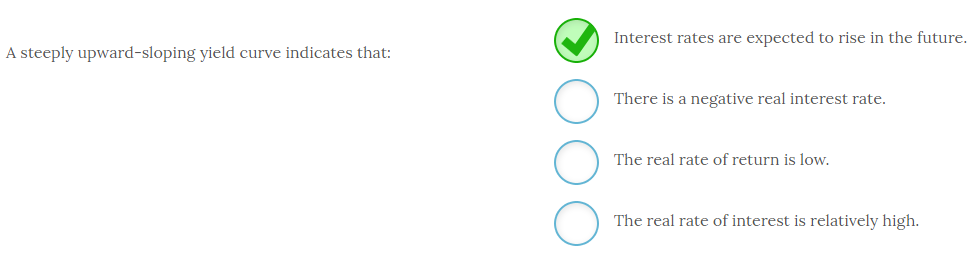 A steeply upward-sloping yield curve indicates that:
Interest rates are expected to rise in the future.
There is a negative real interest rate.
The real rate of return is low.
The real rate of interest is relatively high.